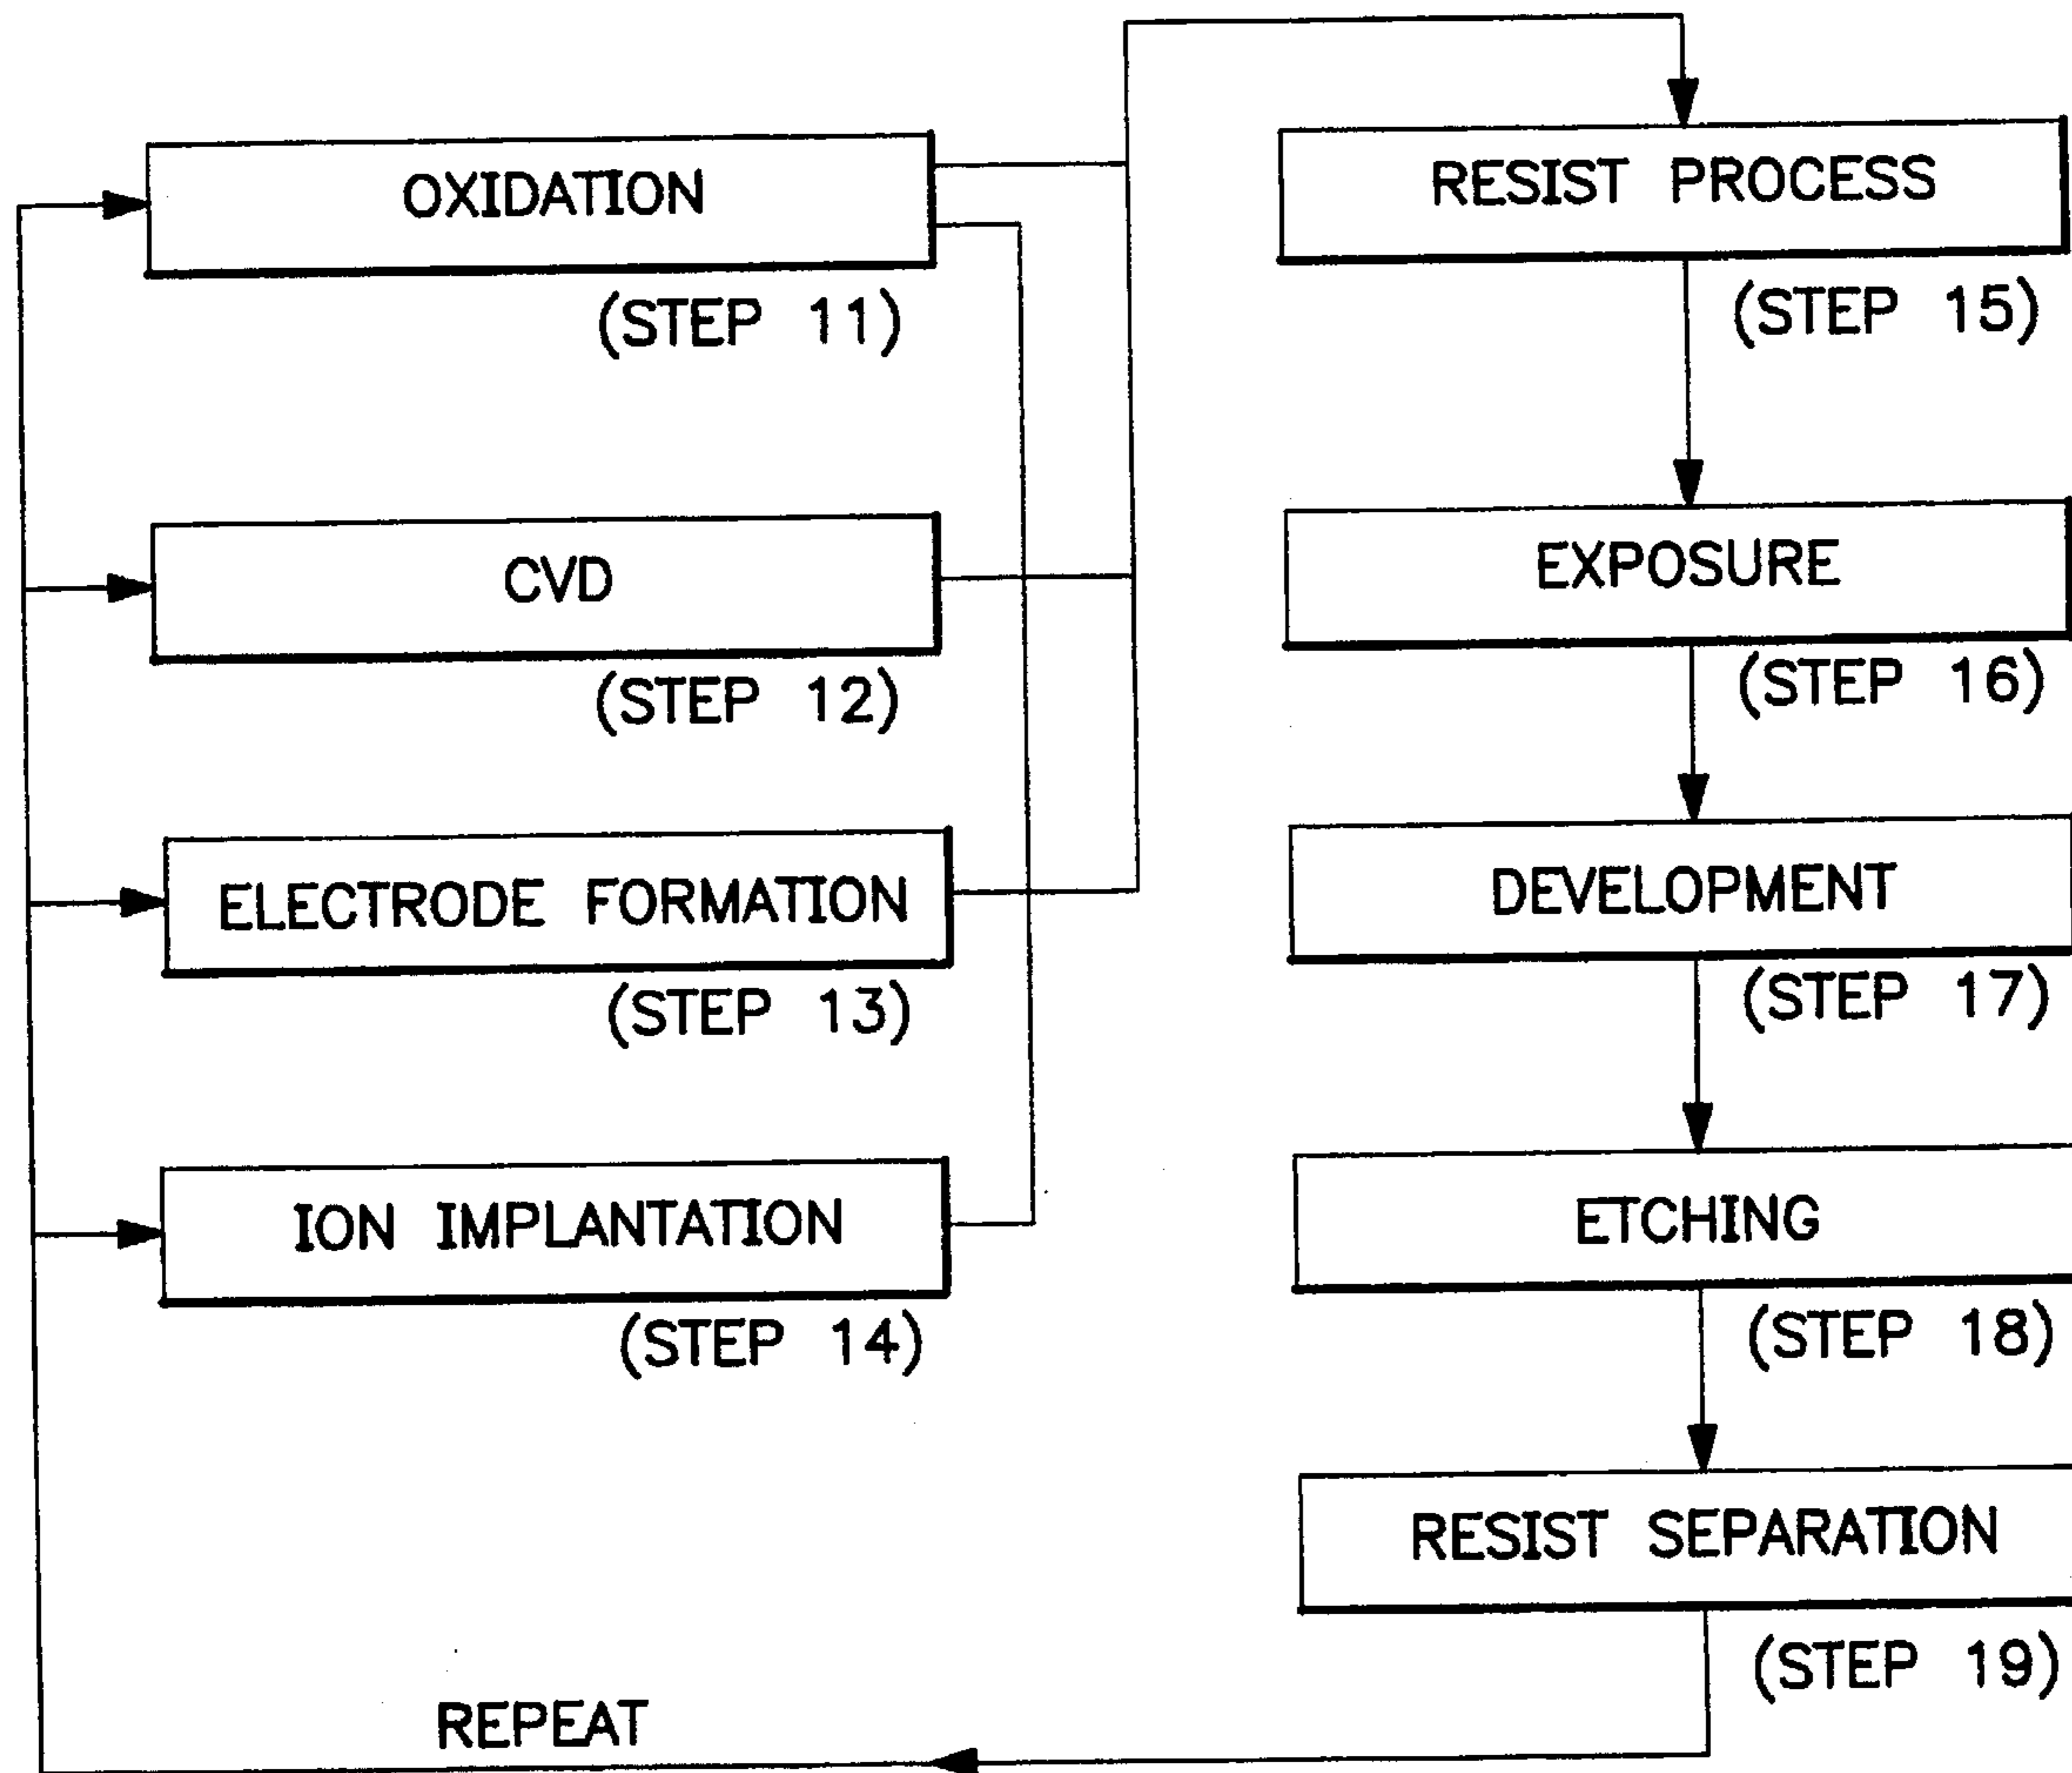 OXIDATION
(STEP 11)
CVD
(STEP 12)
ELECTRODE FORMATION
(STEP 13)
ION IMPLANTATION
(STEP 14)
RESIST PROCESS
(STEP 15)
EXPOSURE
(STEP 16)
DEVELOPMENT
(STEP 17)
ETCHING
(STEP 18)
RESIST SEPARATION
(STEP 19)
REPEAT